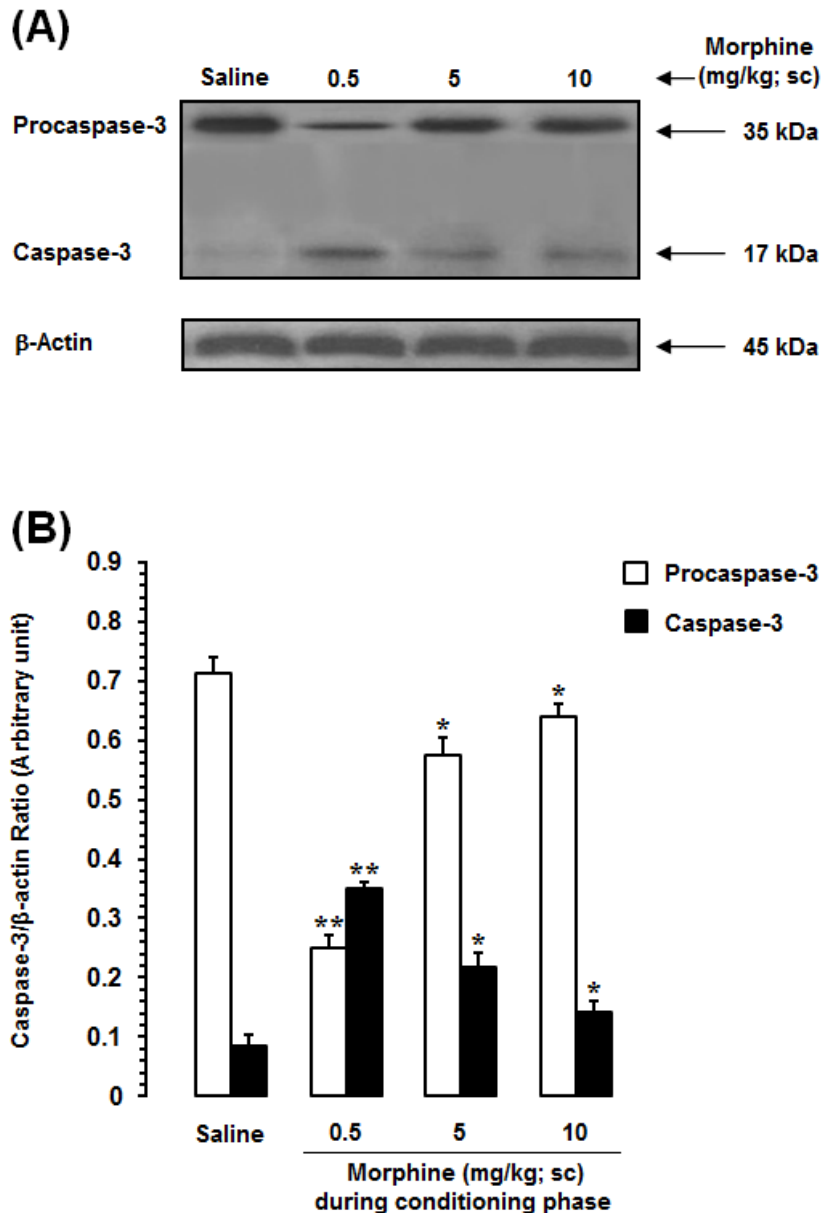 (A)
Morphine
Saline 0.5 5 10 (mg/kg; sc)
Procaspase-3 35 kDa
Caspase-3 17 kDa
β-Actin 45 kDa
(B)
Caspase-3/β-actin Ratio (Arbitrary unit)
0.9
0.8
0.7
0.6
0.5
0.4
0.3
0.2
0.1
0
Procaspase-3
Caspase-3
*
*
**
**
*
*
Saline 0.5 5 10
Morphine (mg/kg; sc)
during conditioning phase